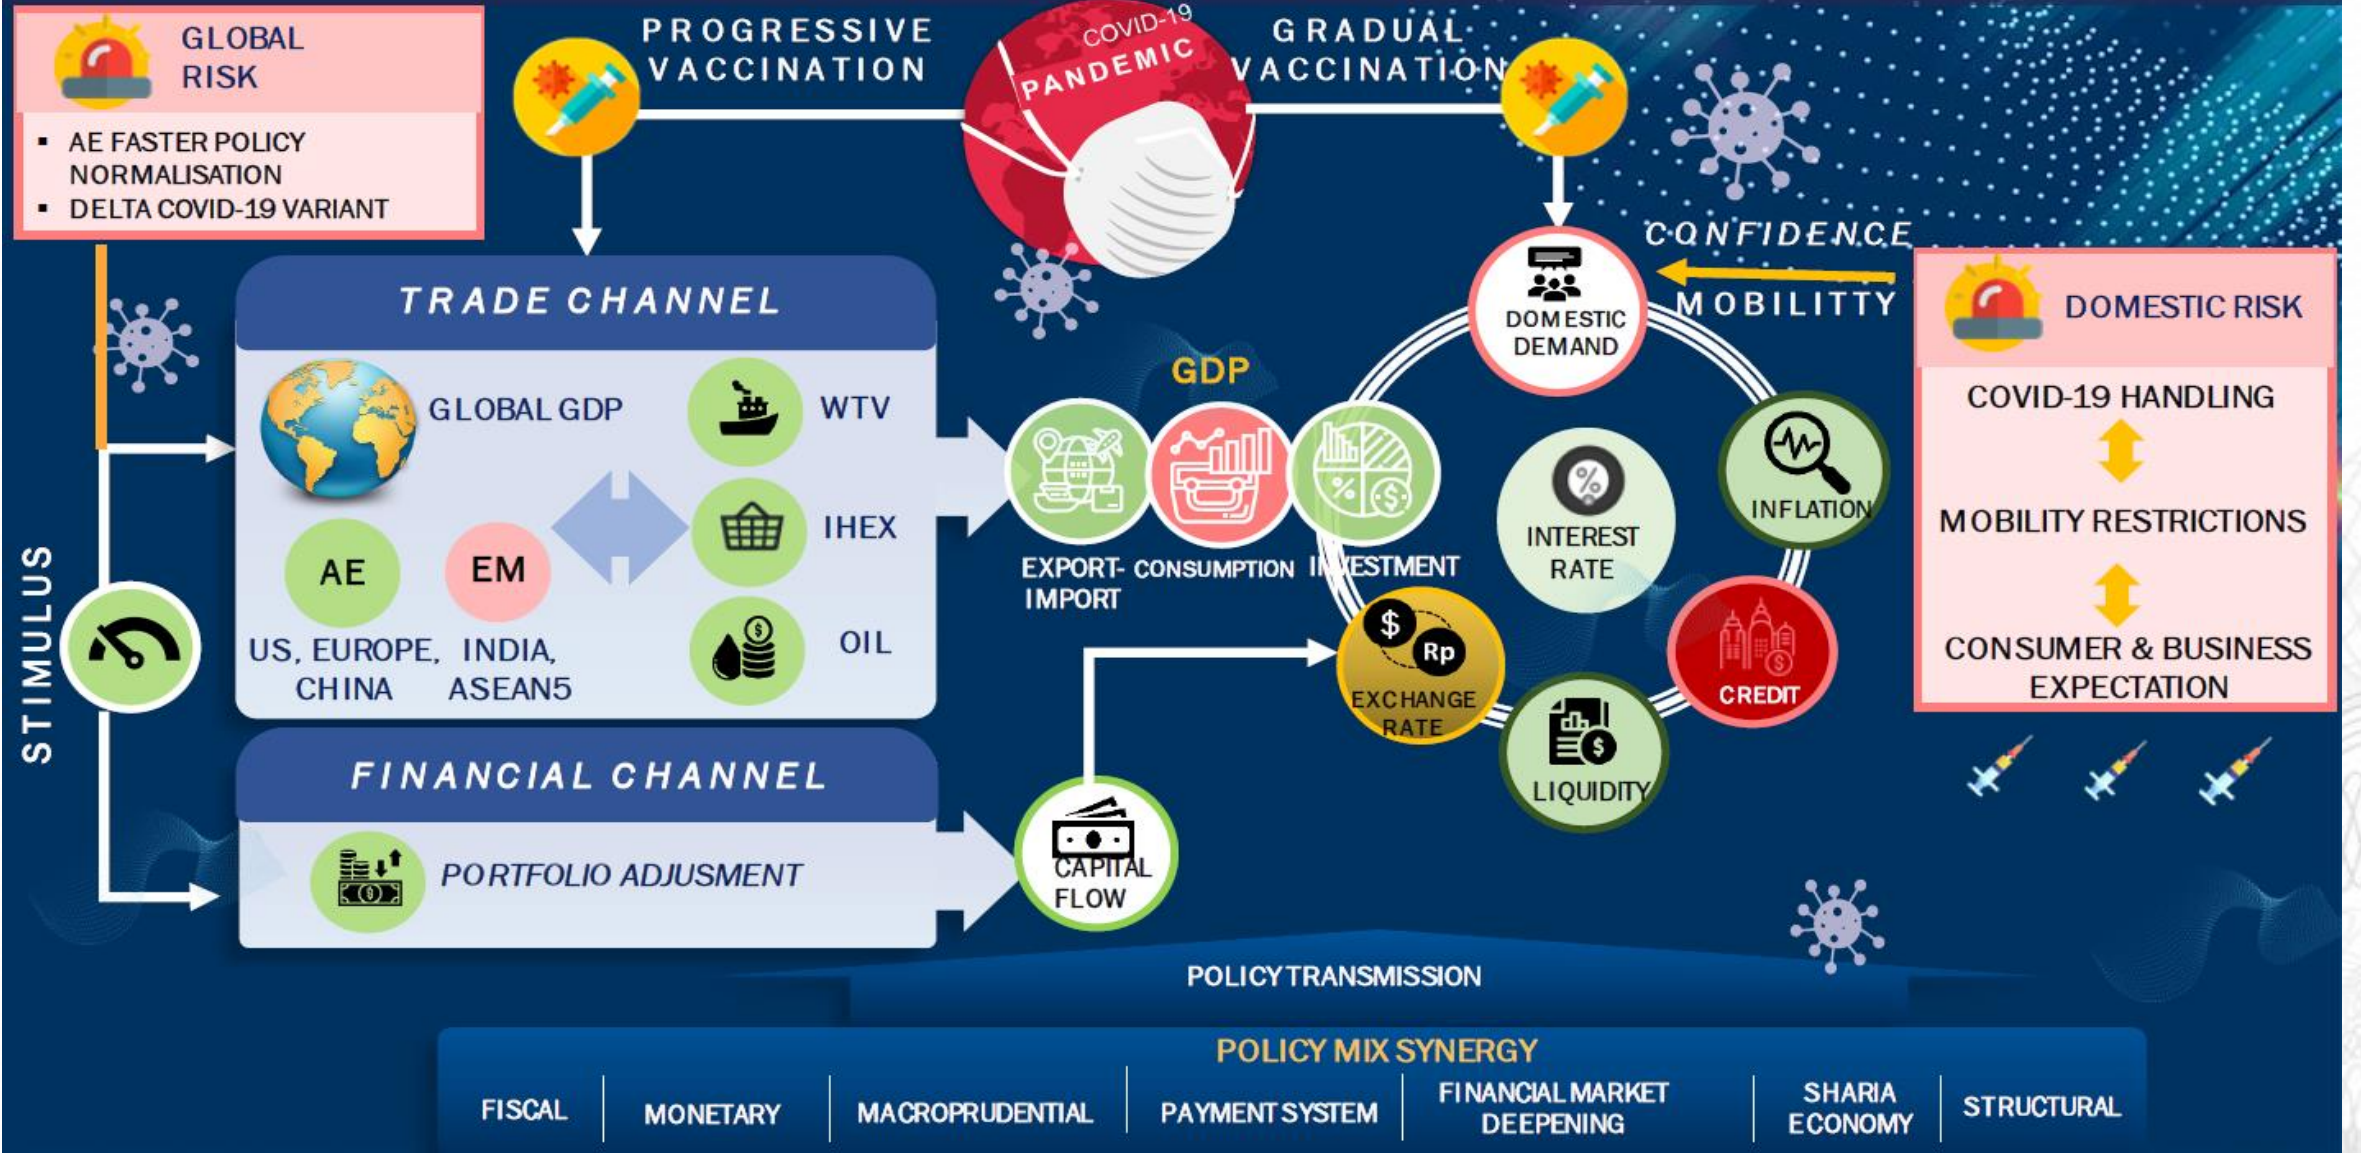 GLOBAL
RISK
AE FASTER POLICY
NORMALISATION
DELTA COVID-19 VARIANT
PROGRESSIVE
VACCINATION
COVID-19
PANDEMIC
GRADUAL
VACCINATION
CONFIDENCE
MOBILITTY
DOMESTIC RISK
COVID-19 HANDLING
MOBILITY RESTRICTIONS
CONSUMER & BUSINESS
EXPECTATION
STIMULUS
TRADE CHANNEL
GLOBAL GDP
WTV
IHEX
OIL
AE
EM
US, EUROPE,
CHINA
INDIA,
ASEAN5
FINANCIAL CHANNEL
PORTFOLIO ADJUSMENT
GDP
EXPORT-
IMPORT
CONSUMPTION
INVESTMENT
CAPITAL
FLOW
DOMESTIC
DEMAND
INFLATION
%
INTEREST
RATE
CREDIT
$
LIQUIDITY
$
Rp
EXCHANGE
RATE
POLICY TRANSMISSION
POLICY MIX SYNERGY
FISCAL
MONETARY
MACROPRUDENTIAL
PAYMENT SYSTEM
FINANCIAL MARKET
DEEPENING
SHARIA
ECONOMY
STRUCTURAL